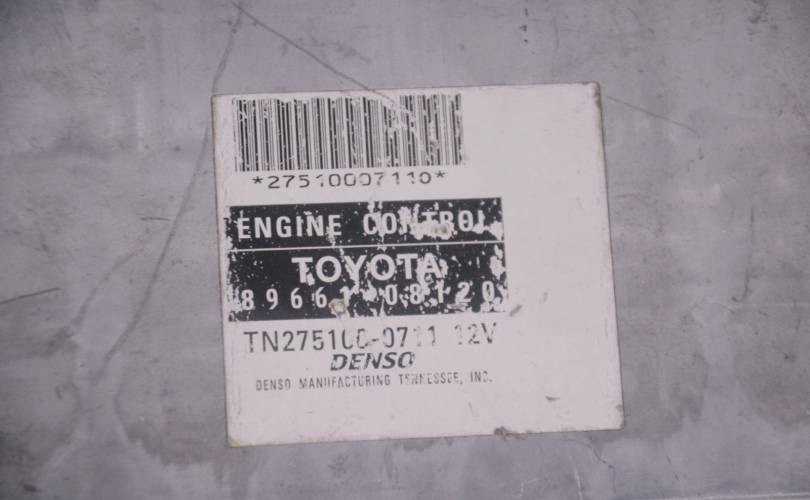 *27510007110*
ENGINE CONTROL
TOYOTA
89661-08120
TN275100-0711 12V
DENSO
DENSO MANUFACTURING TENNESSEE, INC.